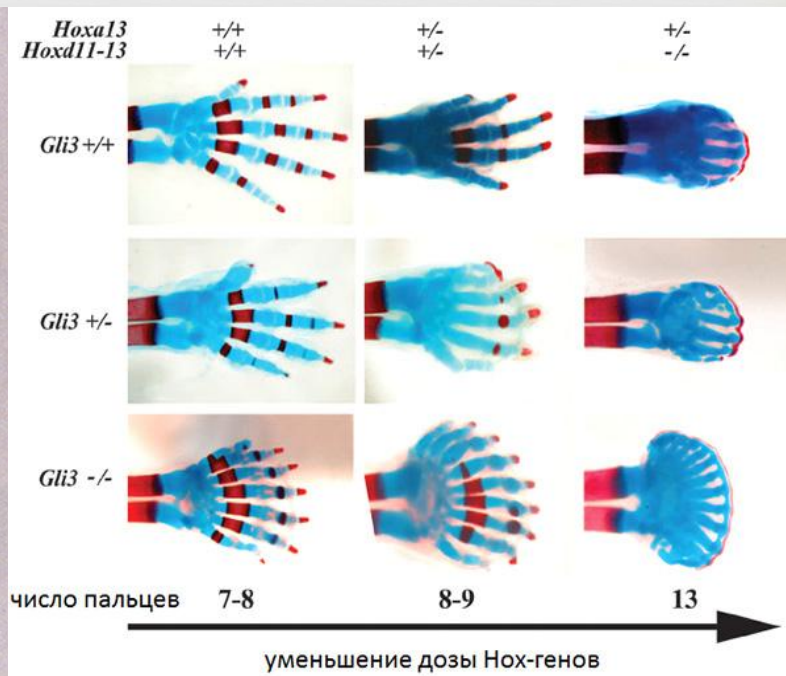 Hoxa13 +/+ +/- +/-
Hoxd11-13 +/+ +/- -/-
Gli3 +/+
Gli3 +/-
Gli3 -/-
число пальцев 7-8 8-9 13
уменьшение дозы Hox-генов